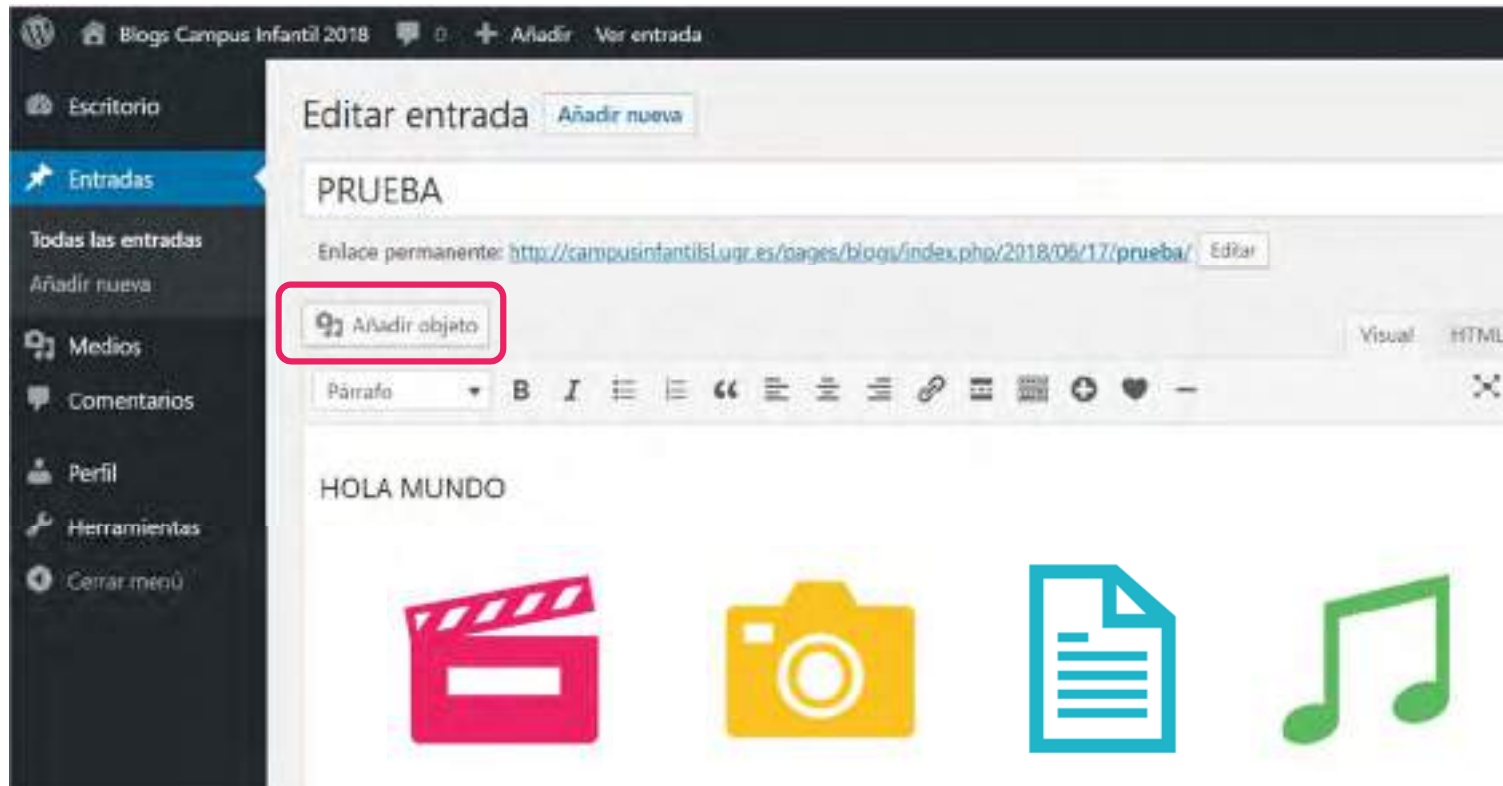 Blogs Campus Infantil 2018 0 Añadir Ver entrada
Escritorio
Entradas
Todas las entradas
Añadir nueva
Medios
Comentarios
Perfil
Herramientas
Cerrar menú
Editar entrada Añadir nueva
PRUEBA
Enlace permanente: http://campusinfantilsl.ugr.es/pages/blogs/index.php/2018/06/17/prueba/ Editar
Añadir objeto
Visual HTML
Párrafo B I
HOLA MUNDO